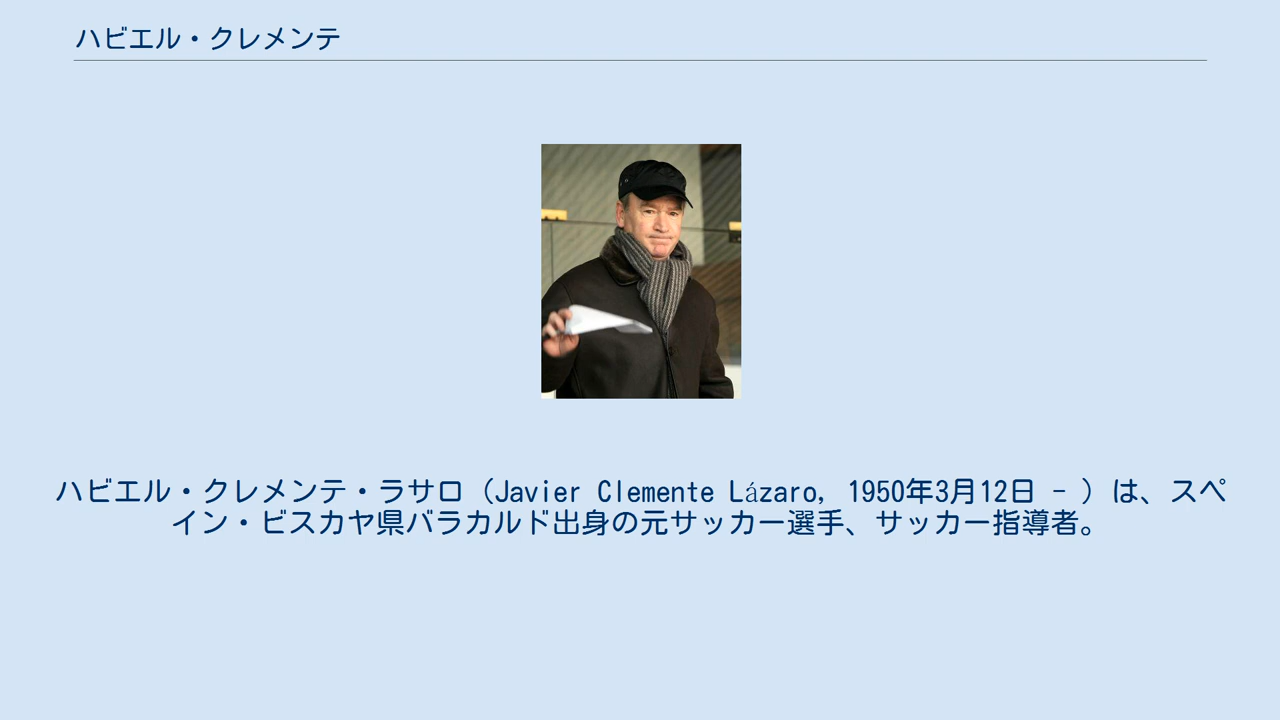 ハビエル・クレメンテ
ハビエル・クレメンテ・ラサロ（Javier Clemente Lázaro, 1950年3月12日 - ）は、スペ
イン・ビスカヤ県バラカルド出身の元サッカー選手、サッカー指導者。